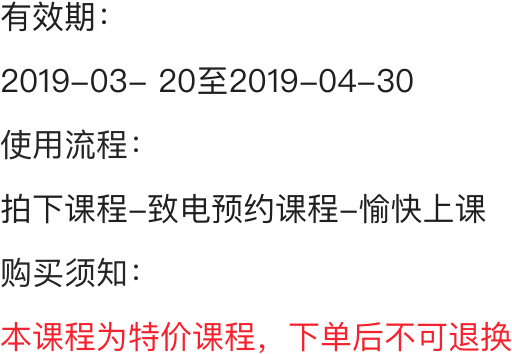 有效期：
2019-03- 20至2019-04-30
使用流程：
拍下课程-致电预约课程-愉快上课
购买须知：
本课程为特价课程，下单后不可退换